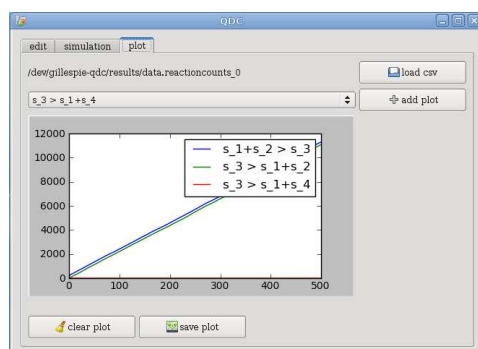 QDC
edit simulation plot
/dev/gillespie-qdc/results/data.reactioncounts_0
load csv
s_3 > s_1+s_4
add plot
12000
10000
8000
6000
4000
2000
0
s_1+s_2 > s_3
s_3 > s_1+s_2
s_3 > s_1+s_4
0 100 200 300 400 500
clear plot
save plot